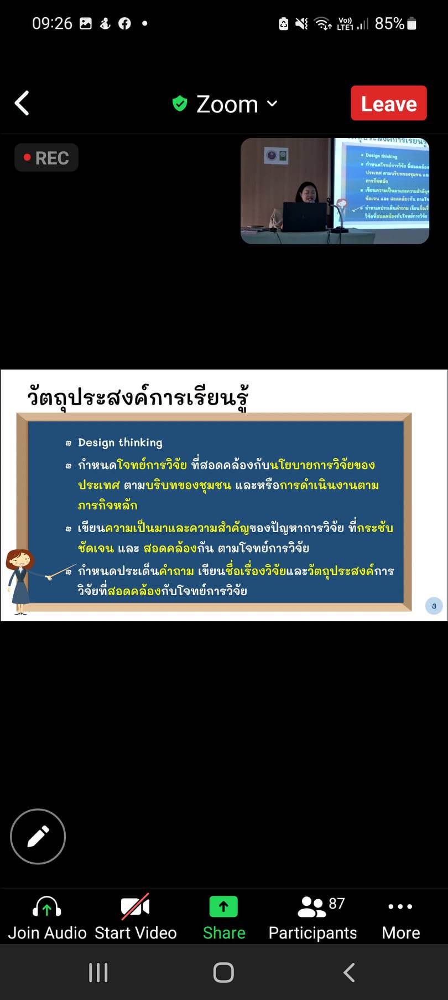 09:26
Vo))
LTE1
85%
Zoom
Leave
REC
Design thinking
วัตถุประสงค์การเรียนรู้
Design thinking
กำหนดโจทย์การวิจัย ที่สอดคล้องกับนโยบายการวิจัยของ
ประเทศ ตามบริบทของชุมชน และหรือการดำเนินงานตาม
ภารกิจหลัก
เขียนความเป็นมาและความสำคัญของปัญหาการวิจัย ที่กระชับ
ชัดเจน และ สอดคล้องกัน ตามโจทย์การวิจัย
กำหนดประเด็นคำถาม เขียนชื่อเรื่องวิจัยและวัตถุประสงค์การ
วิจัยที่สอดคล้องกับโจทย์การวิจัย
3
87
Join Audio
Start Video
Share
Participants
More